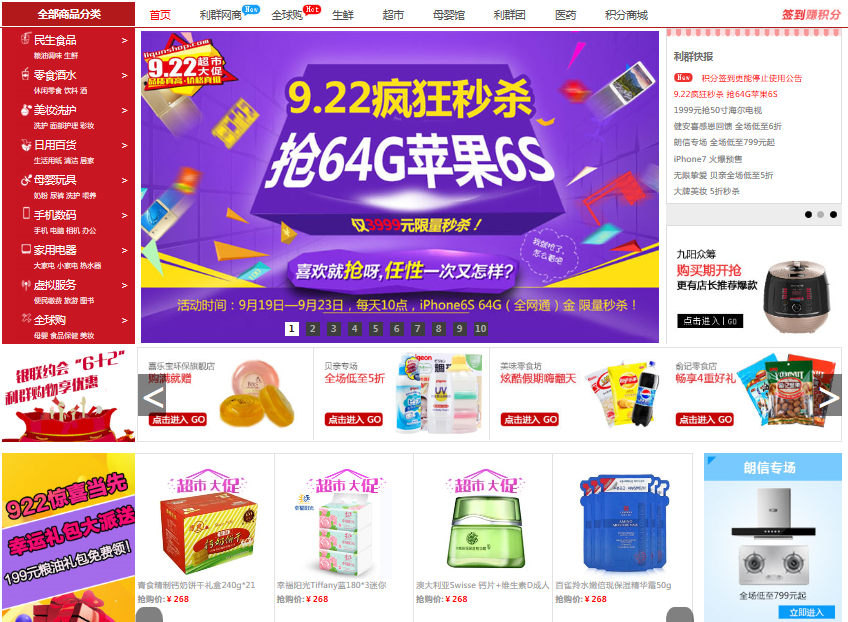 全部商品分类
首页
利群网商
New
全球购
Hot
生鲜
超市
母婴馆
利群团
医药
积分商城
签到赚积分
民生食品 >
粮油调味 生鲜
零食酒水 >
休闲零食 饮料 酒
美妆洗护 >
洗护 面部护理 彩妆
日用百货 >
生活用纸 清洁 居家
母婴玩具 >
奶粉 尿裤 洗护 喂养
手机数码 >
手机 电脑 相机 办公
家用电器 >
大家电 小家电 热水器
虚拟服务 >
便民缴费 旅游 图书
全球购 >
母婴 食品保健 美妆
liqunshop.com
9.22超市大促
品质真高·价格真低
9.22疯狂秒杀
抢64G苹果6S
仅3999元限量秒杀！
我就抢了，
怎么着吧
喜欢就抢呀,任性一次又怎样?
活动时间：9月19日—9月23日，每天10点，iPhone6S 64G（全网通）金 限量秒杀！
1 2 3 4 5 6 7 8 9 10
利群快报
Hot 积分签到更能停止使用公告
9.22疯狂秒杀 抢64G苹果6S
1999元抢50寸海尔电视
健安喜感恩回馈 全场低至6折
朗信专场 全场低至799元起
iPhone7 火爆预售
无限挚爱 贝亲全场低至5折
大牌美妆 5折秒杀
九阳众筹
购买期开抢
更有店长推荐爆款
点击进入 | GO
银联约会 "6+2"
利群购物享优惠
嘉乐宝环保旗舰店
购满就赠
点击进入 GO
贝亲专场
全场低至5折
点击进入 GO
美味零食坊
炫酷假期嗨翻天
点击进入 GO
俞记零食店
畅享4重好礼
点击进入 GO
922惊喜当先
幸运礼包大派送
199元粮油礼包免费领!
超市大促
青食精制钙奶饼干礼盒240g*21
抢购价: ¥ 268
超市大促
幸福阳光
幸福阳光Tiffany蓝180*3迷你
抢购价: ¥ 268
超市大促
澳大利亚Swisse 钙片+维生素D成人
抢购价: ¥ 268
百雀羚水嫩倍现保湿精华霜50g
抢购价: ¥ 268
朗信专场
全场低至799元起
立即进入